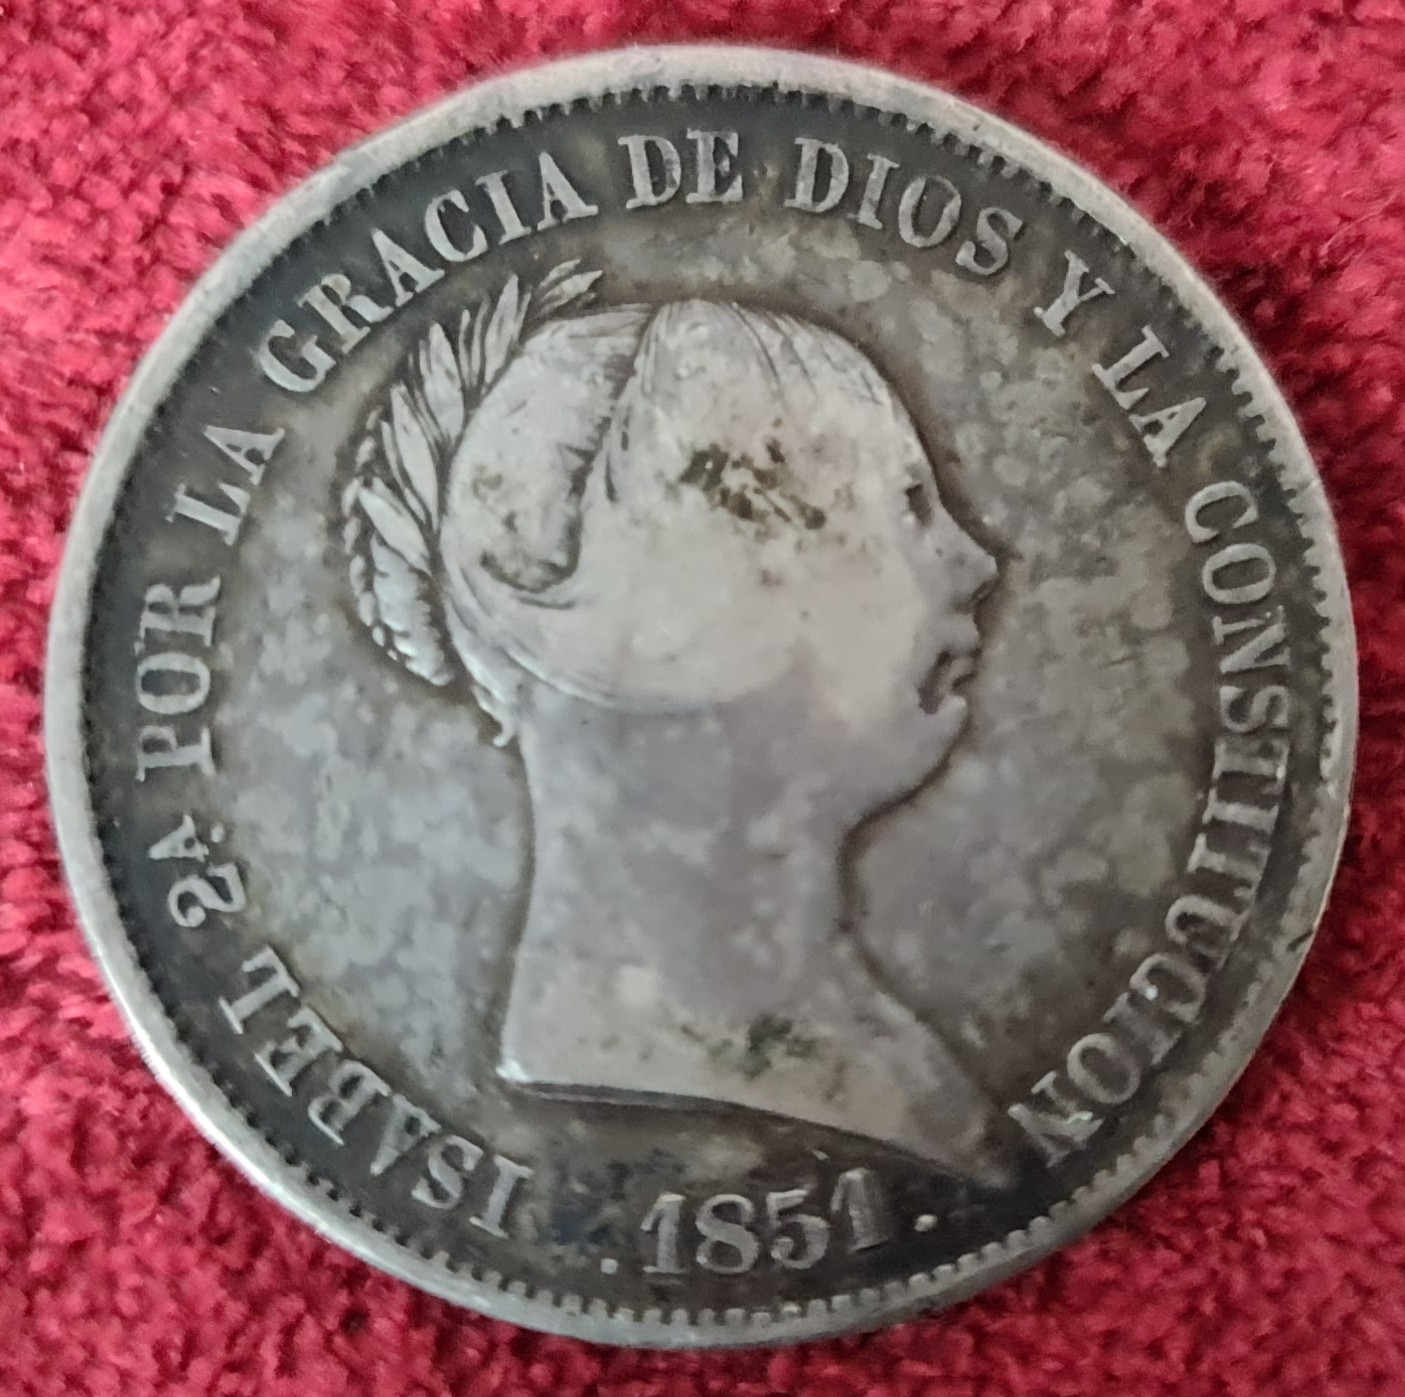 ISABEL 2ª POR LA GRACIA DE DIOS Y LA CONSTITUCION
.1851.